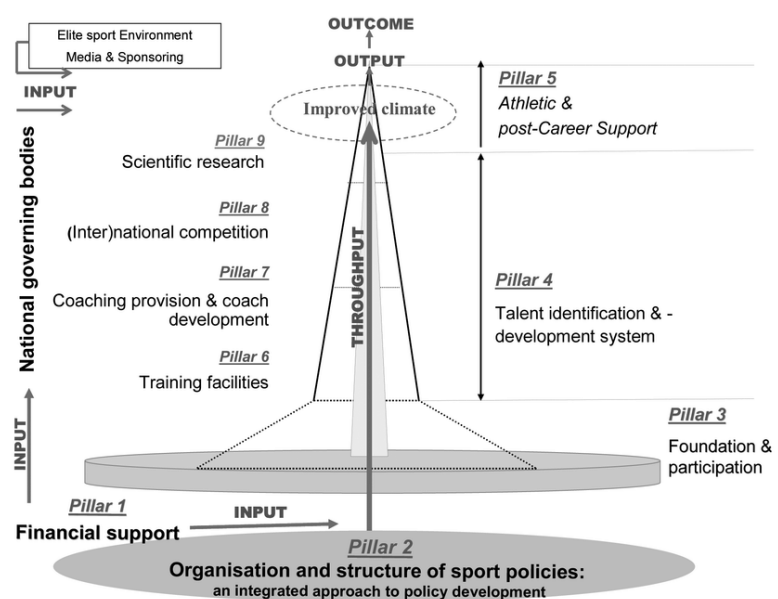 OUTCOME
Elite sport Environment
Media & Sponsoring
OUTPUT
INPUT
Improved climate
Pillar 5
Athletic &
post-Career Support
Pillar 9
Scientific research
Pillar 8
(Inter)national competition
Pillar 7
Coaching provision & coach
development
Pillar 6
Training facilities
National governing bodies
THROUGHPUT
Pillar 4
Talent identification & -
development system
Pillar 3
Foundation &
participation
INPUT
Pillar 1
Financial support
INPUT
Pillar 2
Organisation and structure of sport policies:
an integrated approach to policy development